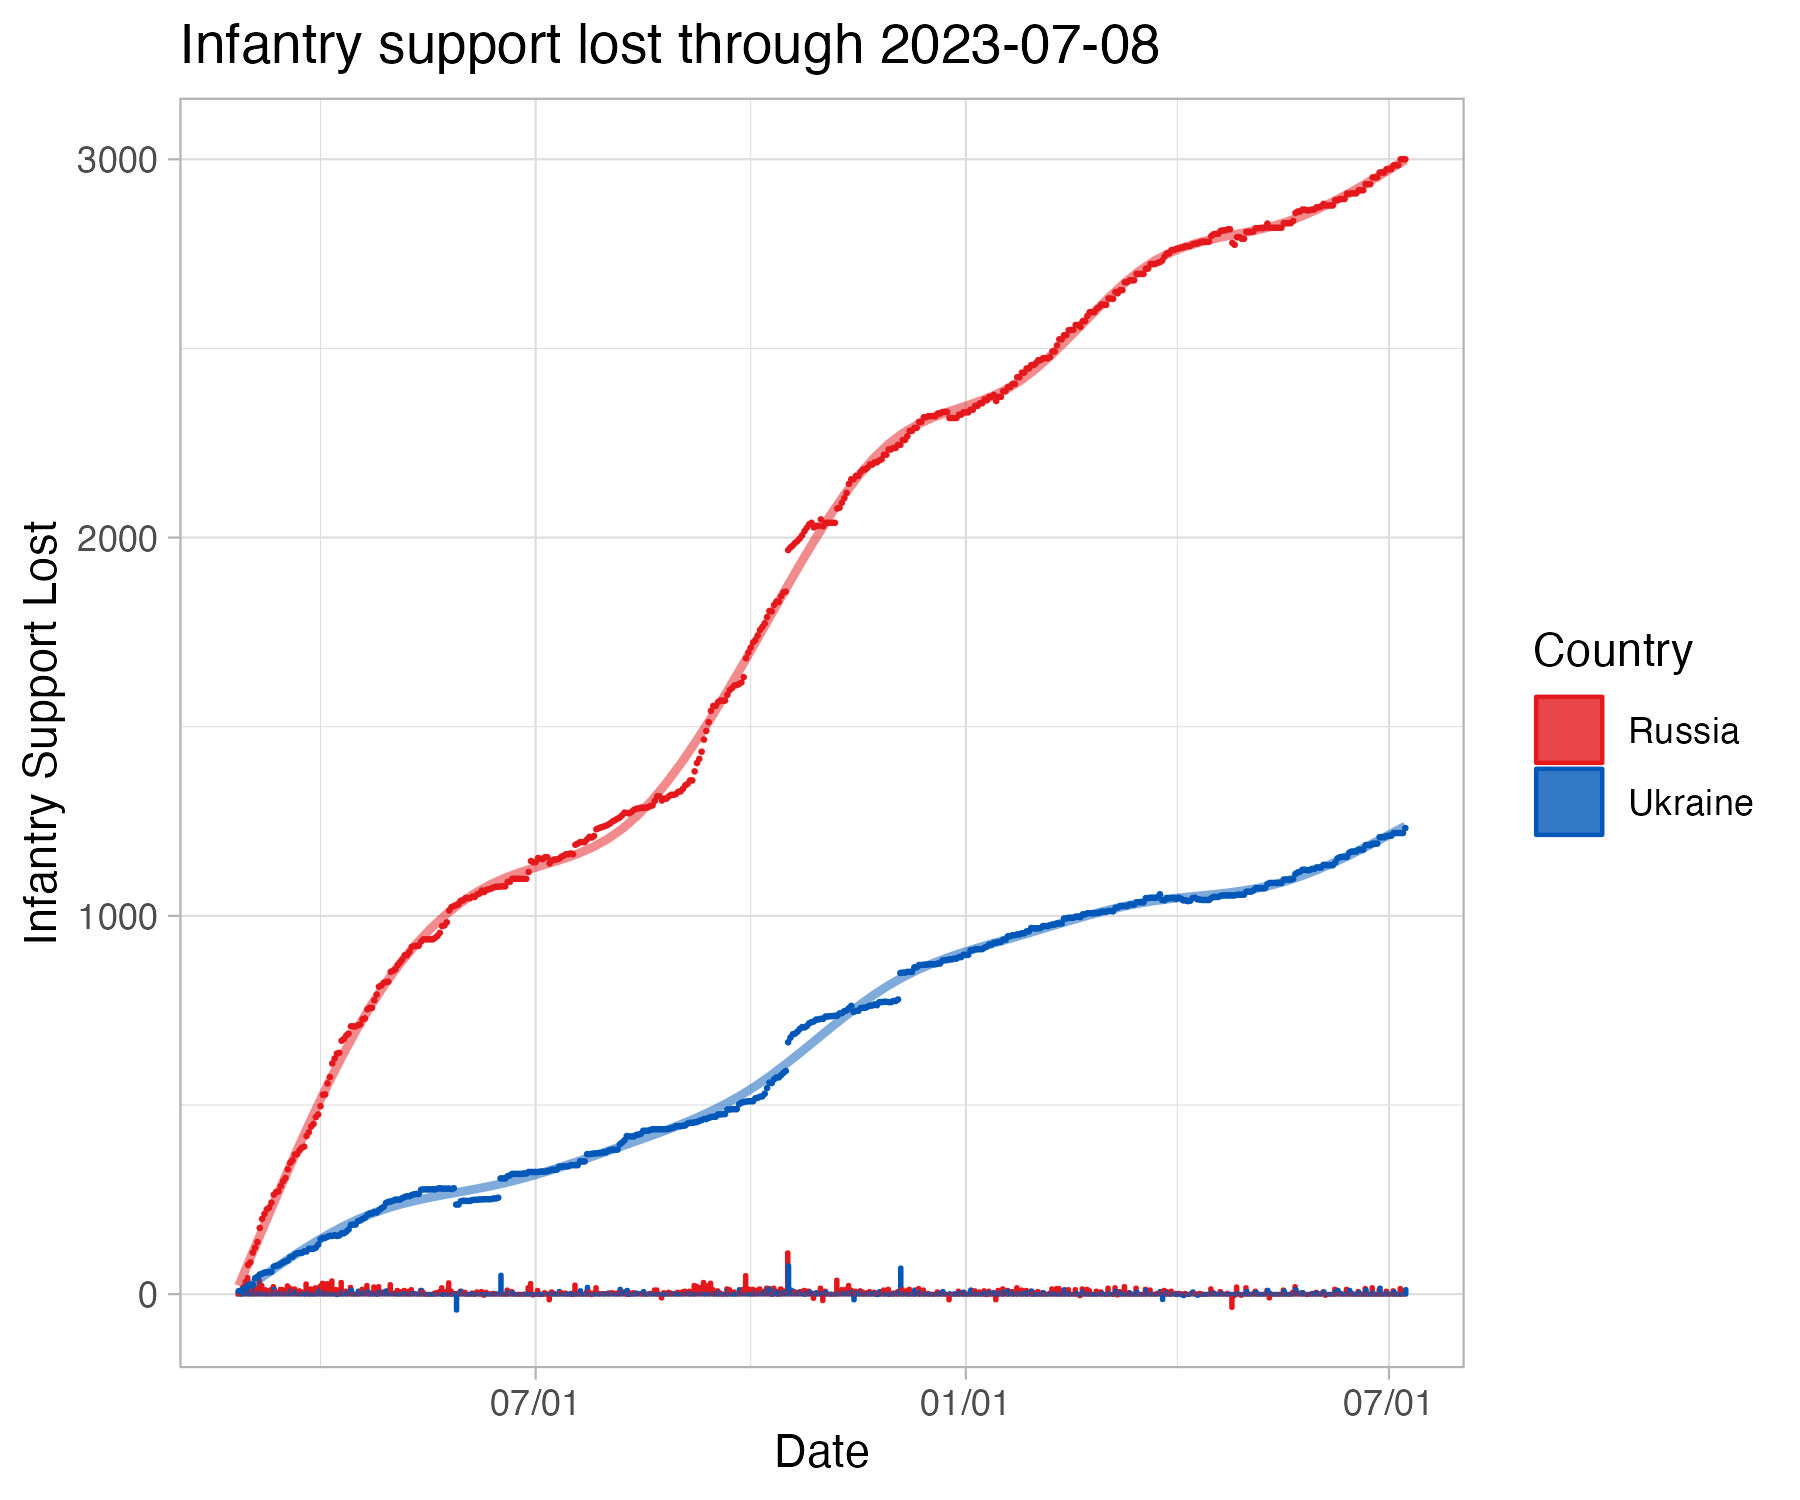 Infantry support lost through 2023-07-08
Infantry Support Lost
3000
2000
1000
0
07/01
01/01
07/01
Date
Country
Russia
Ukraine